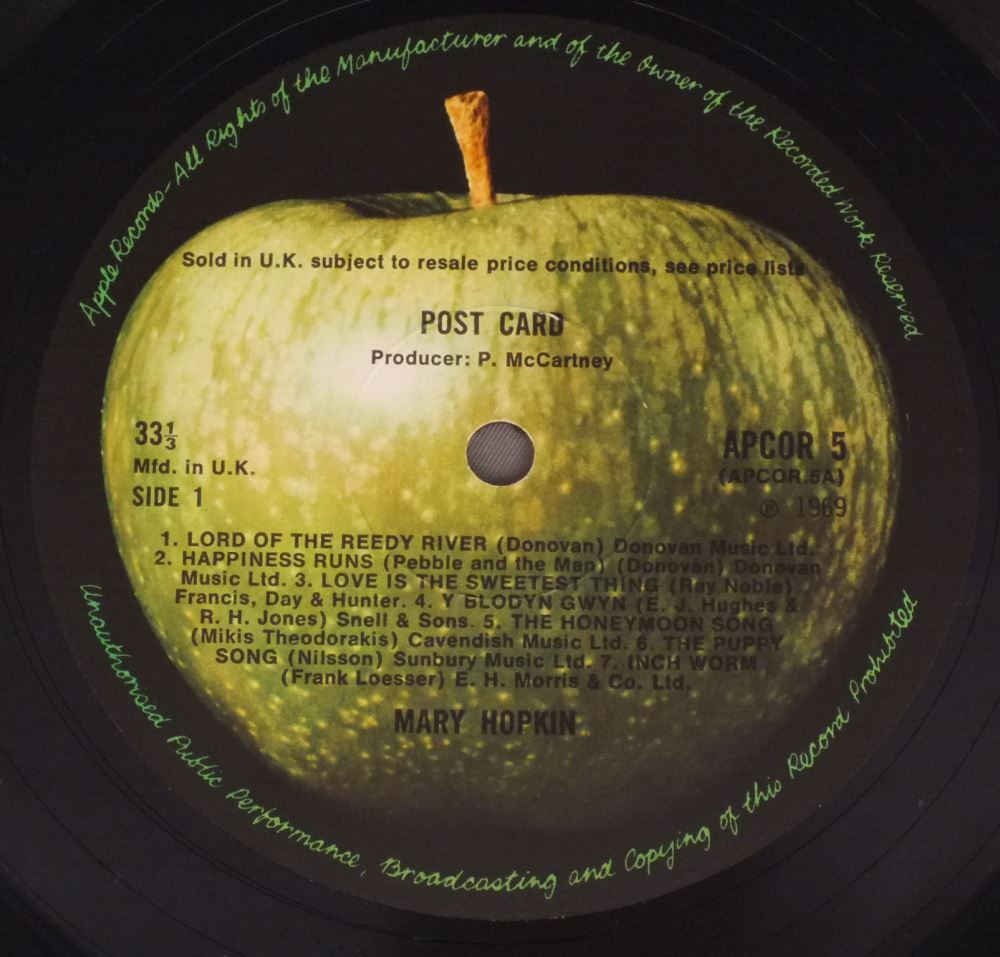 Apple Records - All Rights of the Manufacturer and of the Owner of the Recorded Work Reserved
Sold in U.K. subject to resale price conditions, see price lists
POST CARD
Producer: P. McCartney
33⅓
Mfd. in U.K.
SIDE 1
APCOR 5
(APCOR.5A)
℗ 1969
1. LORD OF THE REEDY RIVER (Donovan) Donovan Music Ltd.
2. HAPPINESS RUNS (Pebble and the Man) (Donovan) Donovan
Music Ltd. 3. LOVE IS THE SWEETEST THING (Ray Noble)
Francis, Day & Hunter. 4. Y BLODYN GWYN (E. J. Hughes &
R. H. Jones) Snell & Sons. 5. THE HONEYMOON SONG
(Mikis Theodorakis) Cavendish Music Ltd. 6. THE PUPPY
SONG (Nilsson) Sunbury Music Ltd. 7. INCH WORM
(Frank Loesser) E. H. Morris & Co. Ltd.
MARY HOPKIN
Unauthorised Public Performance, Broadcasting and Copying of this Record Prohibited